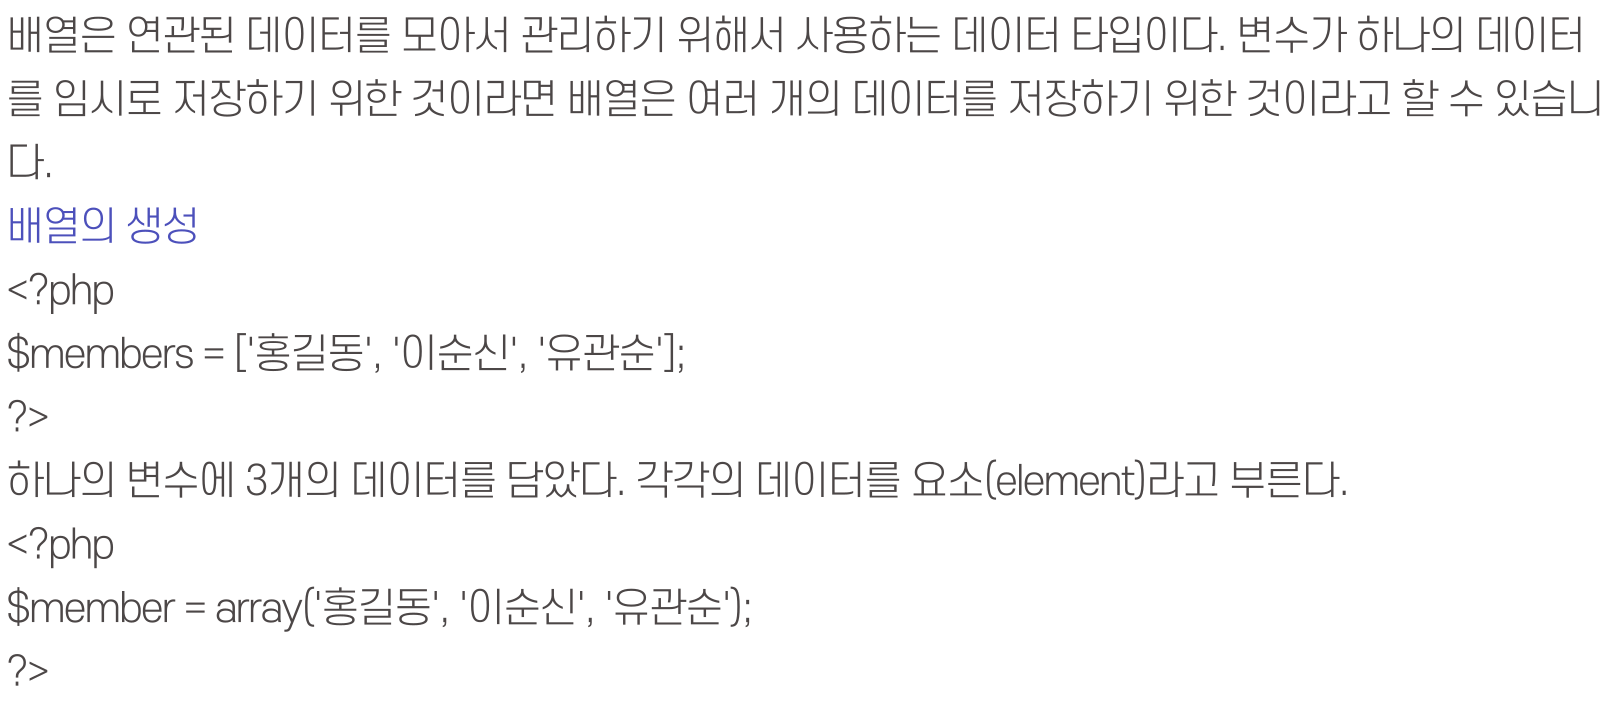 배열은 연관된 데이터를 모아서 관리하기 위해서 사용하는 데이터 타입이다. 변수가 하나의 데이터
를 임시로 저장하기 위한 것이라면 배열은 여러 개의 데이터를 저장하기 위한 것이라고 할 수 있습니
다.
배열의 생성
<?php
$members = ['홍길동', '이순신', '유관순'];
?>
하나의 변수에 3개의 데이터를 담았다. 각각의 데이터를 요소(element)라고 부른다.
<?php
$member = array('홍길동', '이순신', '유관순');
?>